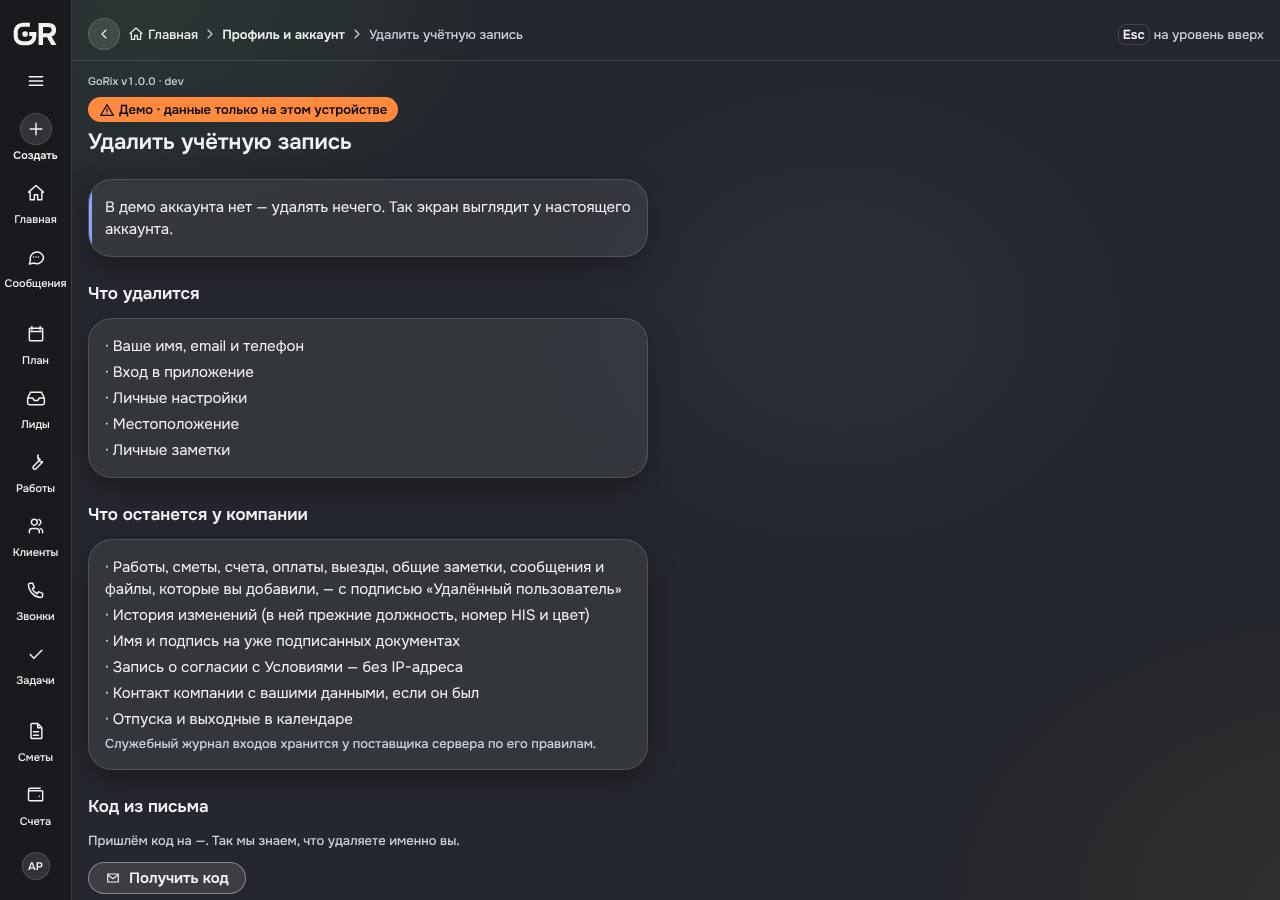 GR
Главная
Профиль и аккаунт
Удалить учётную запись
Esc на уровень вверх
GoRix v1.0.0 · dev
Демо · данные только на этом устройстве
Удалить учётную запись
В демо аккаунта нет — удалять нечего. Так экран выглядит у настоящего
аккаунта.
Что удалится
· Ваше имя, email и телефон
· Вход в приложение
· Личные настройки
· Местоположение
· Личные заметки
Что останется у компании
· Работы, сметы, счета, оплаты, выезды, общие заметки, сообщения и
файлы, которые вы добавили, — с подписью «Удалённый пользователь»
· История изменений (в ней прежние должность, номер HIS и цвет)
· Имя и подпись на уже подписанных документах
· Запись о согласии с Условиями — без IP-адреса
· Контакт компании с вашими данными, если он был
· Отпуска и выходные в календаре
Служебный журнал входов хранится у поставщика сервера по его правилам.
Код из письма
Пришлём код на —. Так мы знаем, что удаляете именно вы.
Получить код
Создать
Главная
Сообщения
План
Лиды
Работы
Клиенты
Звонки
Задачи
Сметы
Счета
AP